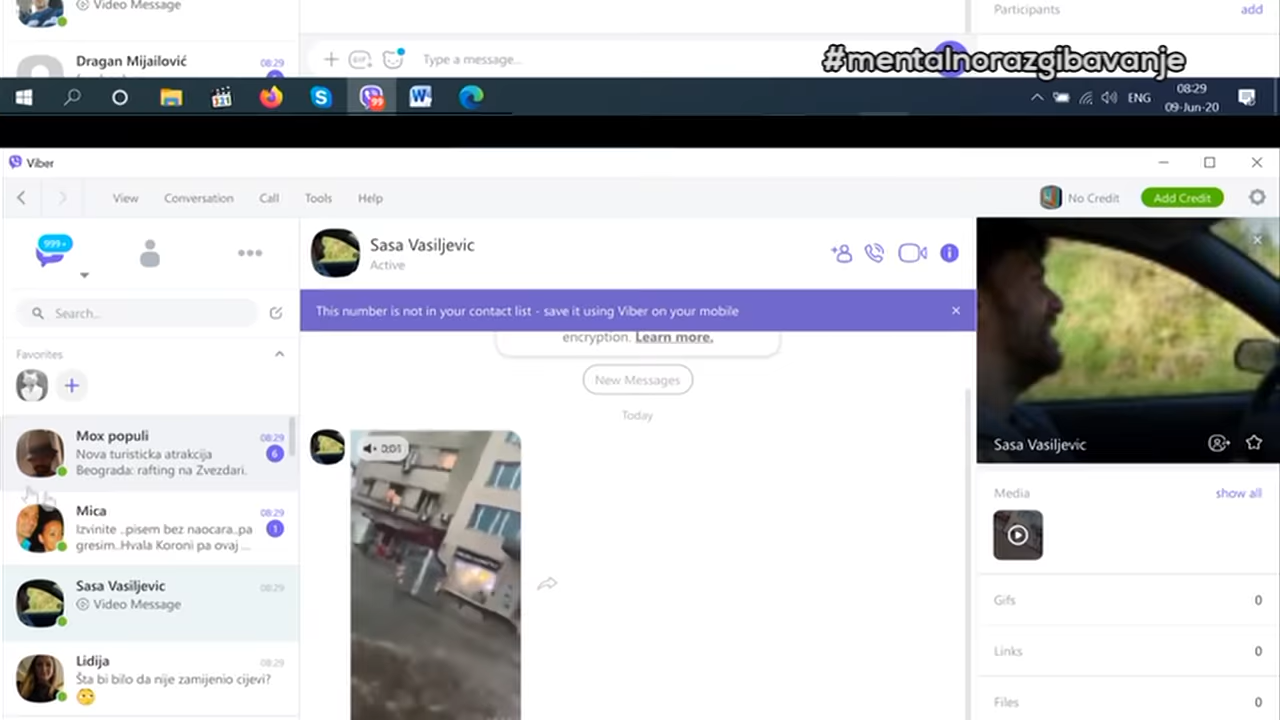 Video Message
Participants
add
Dragan Mijailović
08:29
GIF
Type a message...
#mentalnorazgibavanje
121
99
ENG
08:29
09-Jun-20
Viber
View
Conversation
Call
Tools
Help
No Credit
Add Credit
999+
Sasa Vasiljevic
Active
Search...
This number is not in your contact list - save it using Viber on your mobile
encryption. Learn more.
Favorites
New Messages
Today
Mox populi
08:29
Nova turisticka atrakcija
6
Beograda: rafting na Zvezdari.
0:01
Sasa Vasiljevic
Mica
08:29
Izvinite ..pisem bez naocara..pa
1
gresim..Hvala Koroni pa ovaj ...
Media
show all
Sasa Vasiljevic
08:29
Video Message
Gifs
0
Links
0
Lidija
08:29
Šta bi bilo da nije zamijenio cijevi?
Files
0